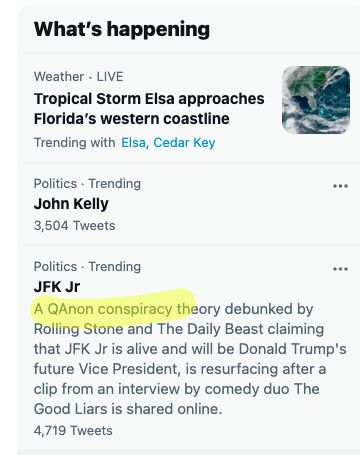 What's happening
Weather · LIVE
Tropical Storm Elsa approaches
Florida's western coastline
Trending with Elsa, Cedar Key
Politics · Trending
John Kelly
3,504 Tweets
Politics · Trending
JFK Jr
A QAnon conspiracy theory debunked by
Rolling Stone and The Daily Beast claiming
that JFK Jr is alive and will be Donald Trump's
future Vice President, is resurfacing after a
clip from an interview by comedy duo The
Good Liars is shared online.
4,719 Tweets